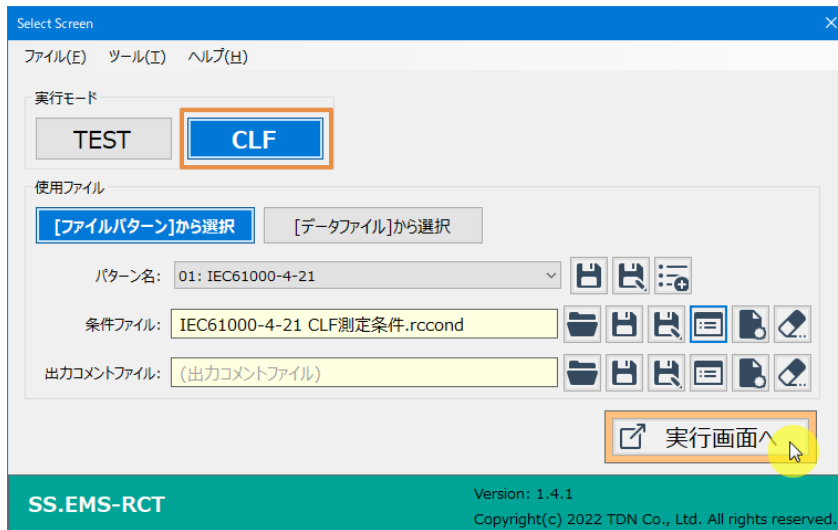 Select Screen
ファイル(F) ツール(T) ヘルプ(H)
実行モード
TEST CLF
使用ファイル
[ファイルパターン]から選択 [データファイル]から選択
パターン名: 01: IEC61000-4-21
条件ファイル: IEC61000-4-21 CLF測定条件.rccond
出力コメントファイル: (出力コメントファイル)
実行画面へ
SS.EMS-RCT
Version: 1.4.1
Copyright(c) 2022 TDN Co., Ltd. All rights reserved.